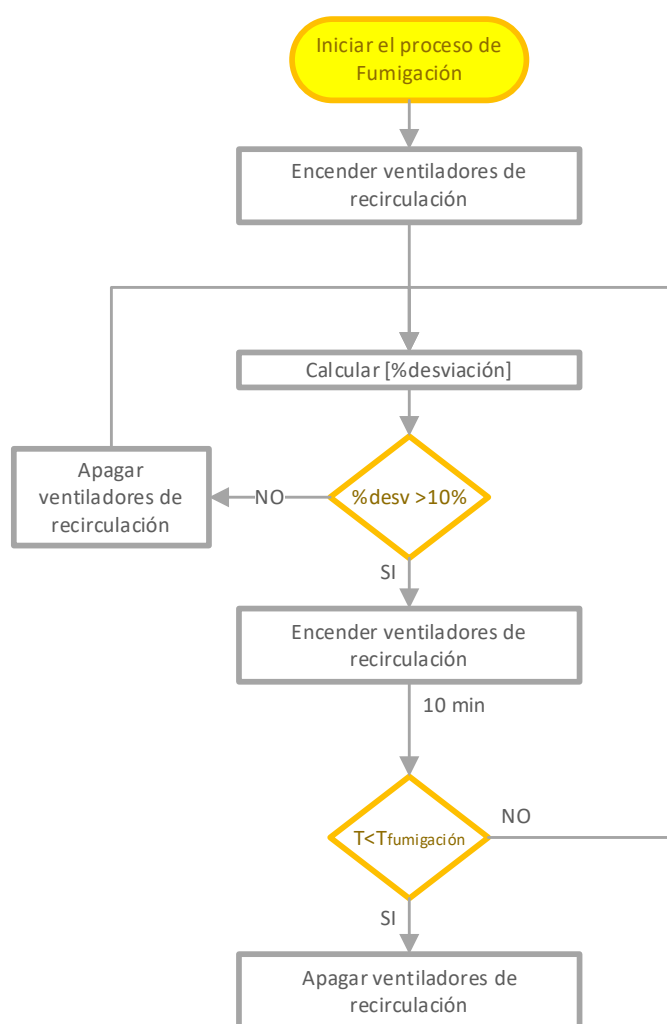 Iniciar el proceso de
Fumigación
Encender ventiladores de
recirculación
Calcular [%desviación]
Apagar
ventiladores de
recirculación
NO
%desv >10%
SI
Encender ventiladores de
recirculación
10 min
T<Tfumigación
NO
SI
Apagar ventiladores de
recirculación